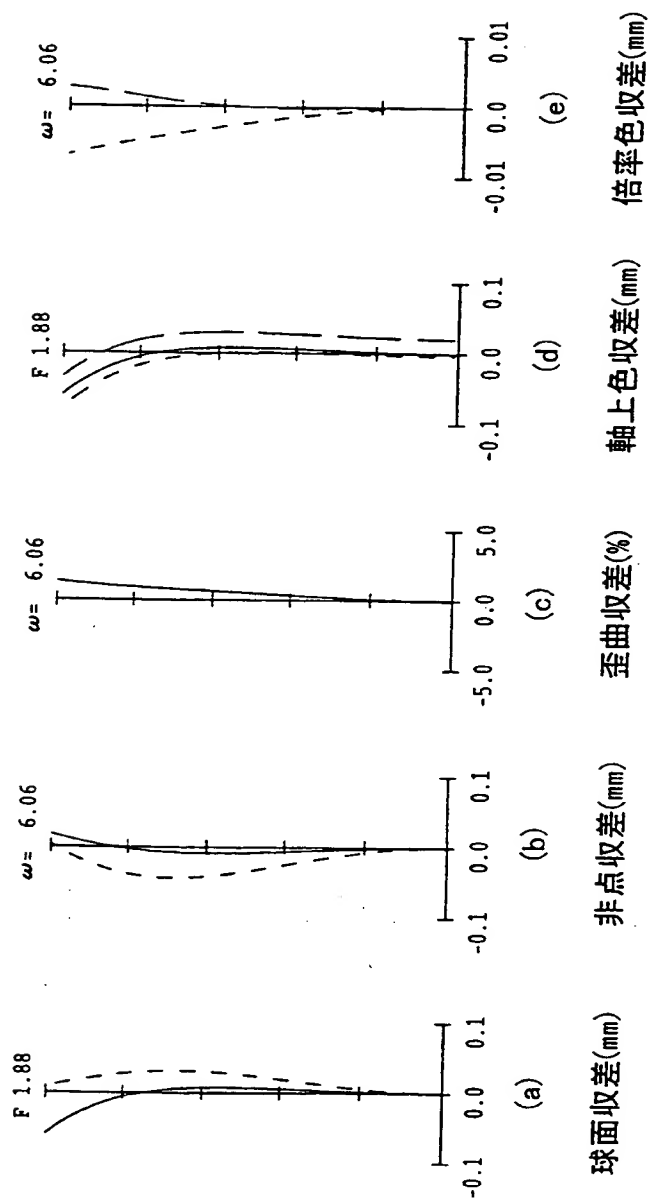 F 1.88
-0.1 0.0 0.1
(a)
球面収差(mm)
ω= 6.06
-0.1 0.0 0.1
(b)
非点収差(mm)
ω= 6.06
-5.0 0.0 5.0
(c)
歪曲収差(%)
F 1.88
-0.1 0.0 0.1
(d)
軸上色収差(mm)
ω= 6.06
-0.01 0.0 0.01
(e)
倍率色収差(mm)